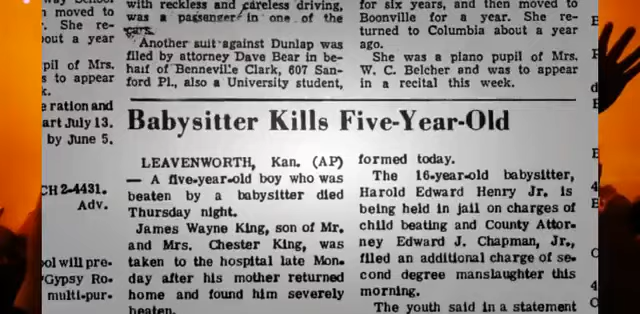 way School
n moved to
r. She re-
bout a year
pil of Mrs.
s to appear
k.
e ration and
art July 13.
by June 5.
CH 2-4431.
Adv.
ool will pre-
"Gypsy Ro-
multi-pur-
with reckless and careless driving,
was a passenger in one of the
cars.
Another suit against Dunlap was
filed by attorney Dave Bear in be-
half of Benneville Clark, 607 San-
ford Pl., also a University student,
for six years, and then moved to
Boonville for a year. She re-
turned to Columbia about a year
ago.
She was a piano pupil of Mrs.
W. C. Belcher and was to appear
in a recital this week.
Babysitter Kills Five-Year-Old
LEAVENWORTH, Kan. (AP)
— A five-year-old boy who was
beaten by a babysitter died
Thursday night.
James Wayne King, son of Mr.
and Mrs. Chester King, was
taken to the hospital late Mon-
day after his mother returned
home and found him severely
beaten.
formed today.
The 16-year-old babysitter,
Harold Edward Henry Jr. is
being held in jail on charges of
child beating and County Attor-
ney Edward J. Chapman, Jr.,
filed an additional charge of se-
cond degree manslaughter this
morning.
The youth said in a statement